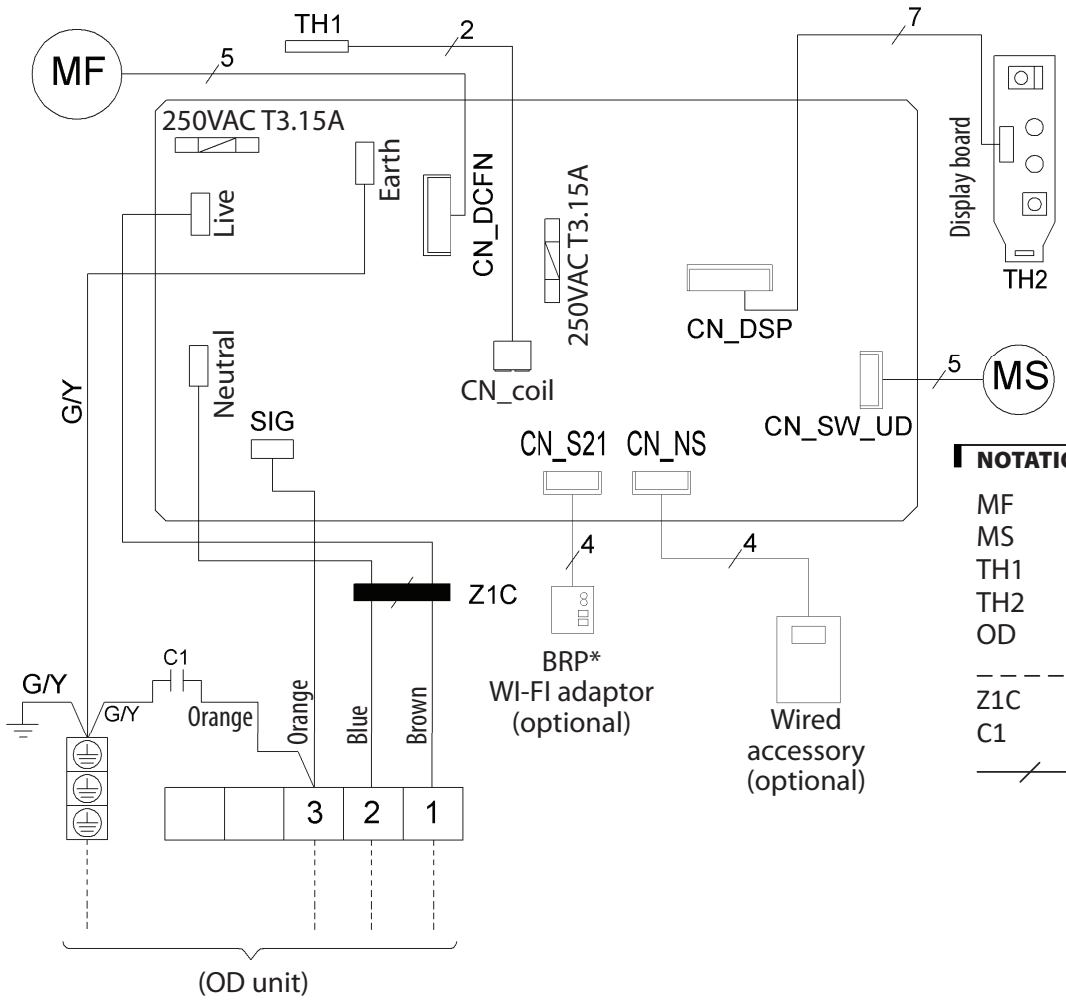 TH1
2
7
MF
5
250VAC T3.15A
Live
Earth
CN_DCFN
250VAC T3.15A
CN_DSP
Display board
TH2
Neutral
CN_coil
5
MS
CN_SW_UD
G/Y
SIG
CN_S21
CN_NS
NOTATIO
MF
MS
TH1
TH2
OD
Z1C
C1
4
4
Z1C
BRP*
WI-FI adaptor
(optional)
Wired
accessory
(optional)
C1
G/Y
G/Y
Orange
Orange
Blue
Brown
3
2
1
(OD unit)